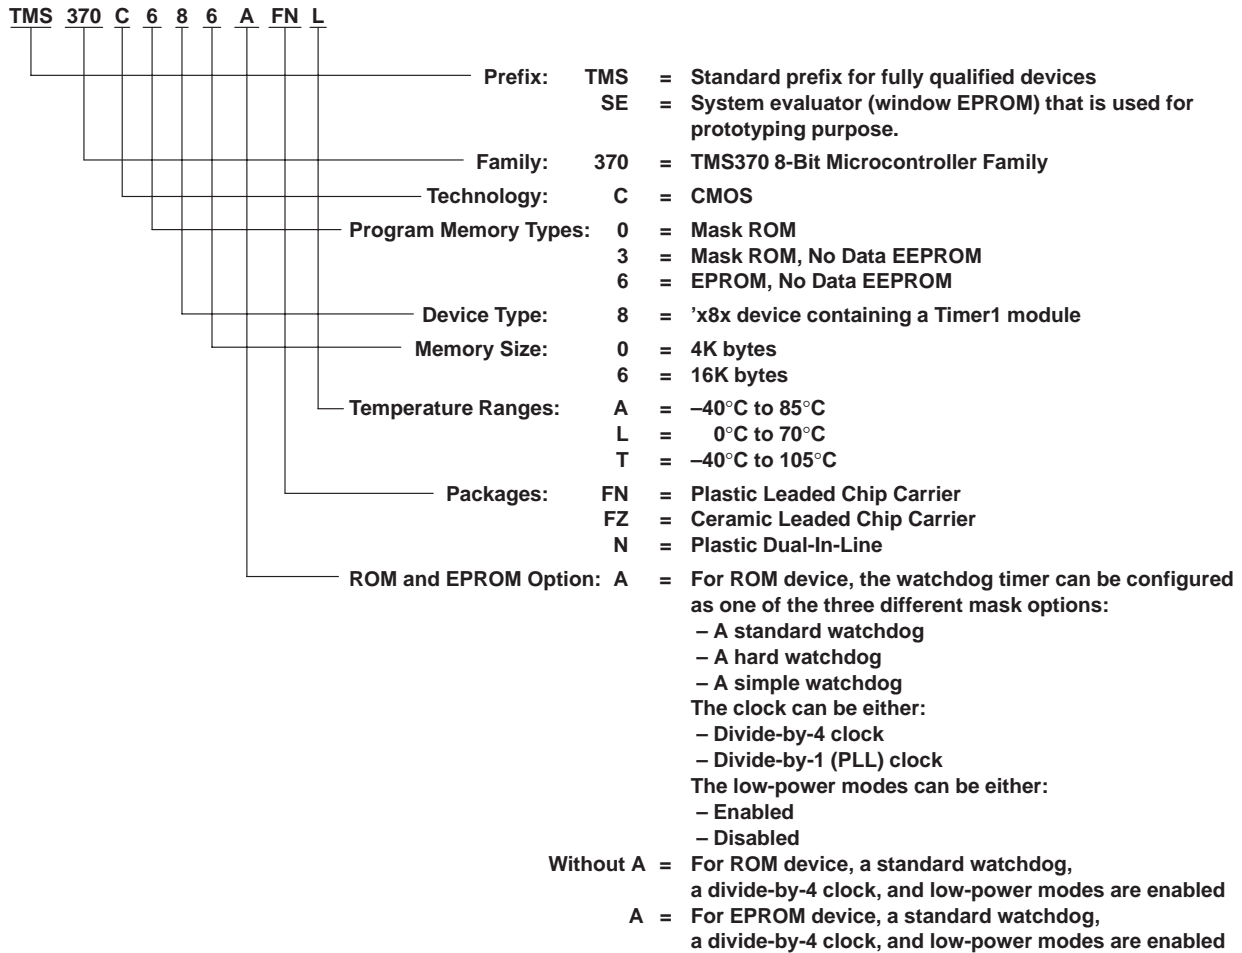 TMS 370 C 6 8 6 A FN L
Prefix: TMS = Standard prefix for fully qualified devices
SE = System evaluator (window EPROM) that is used for
prototyping purpose.
Family: 370 = TMS370 8-Bit Microcontroller Family
Technology: C = CMOS
Program Memory Types: 0 = Mask ROM
3 = Mask ROM, No Data EEPROM
6 = EPROM, No Data EEPROM
Device Type: 8 = ’x8x device containing a Timer1 module
Memory Size: 0 = 4K bytes
6 = 16K bytes
Temperature Ranges: A = –40°C to 85°C
L = 0°C to 70°C
T = –40°C to 105°C
Packages: FN = Plastic Leaded Chip Carrier
FZ = Ceramic Leaded Chip Carrier
N = Plastic Dual-In-Line
ROM and EPROM Option: A = For ROM device, the watchdog timer can be configured
as one of the three different mask options:
– A standard watchdog
– A hard watchdog
– A simple watchdog
The clock can be either:
– Divide-by-4 clock
– Divide-by-1 (PLL) clock
The low-power modes can be either:
– Enabled
– Disabled
Without A = For ROM device, a standard watchdog,
a divide-by-4 clock, and low-power modes are enabled
A = For EPROM device, a standard watchdog,
a divide-by-4 clock, and low-power modes are enabled